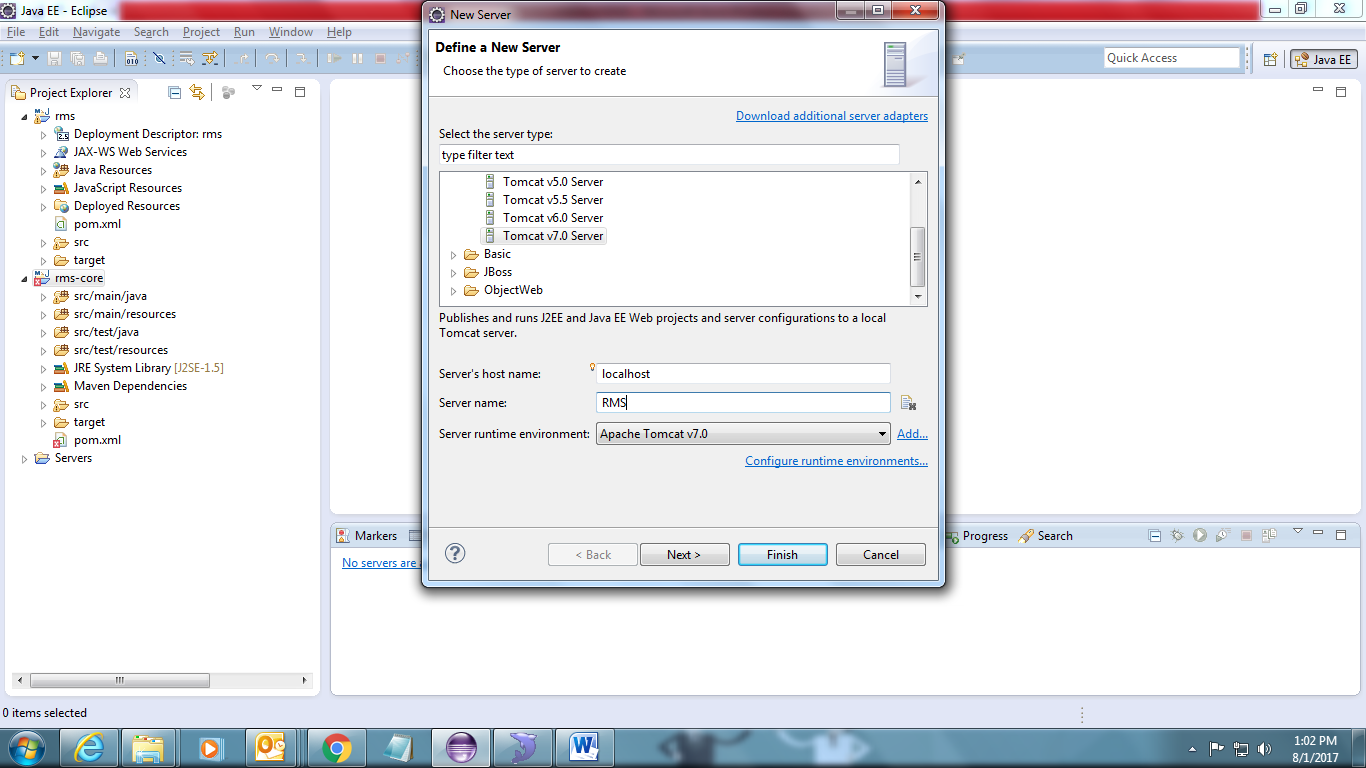 Java EE - Eclipse
File Edit Navigate Search Project Run Window Help
Quick Access
Java EE
Project Explorer
rms
Deployment Descriptor: rms
JAX-WS Web Services
Java Resources
JavaScript Resources
Deployed Resources
pom.xml
src
target
rms-core
src/main/java
src/main/resources
src/test/java
src/test/resources
JRE System Library [J2SE-1.5]
Maven Dependencies
src
target
pom.xml
Servers
New Server
Define a New Server
Choose the type of server to create
Download additional server adapters
Select the server type:
type filter text
Tomcat v5.0 Server
Tomcat v5.5 Server
Tomcat v6.0 Server
Tomcat v7.0 Server
Basic
JBoss
ObjectWeb
Publishes and runs J2EE and Java EE Web projects and server configurations to a local
Tomcat server.
Server's host name: localhost
Server name: RMS
Server runtime environment: Apache Tomcat v7.0 Add...
Configure runtime environments...
< Back Next > Finish Cancel
Markers Progress Search
No servers are
0 items selected
1:02 PM
8/1/2017